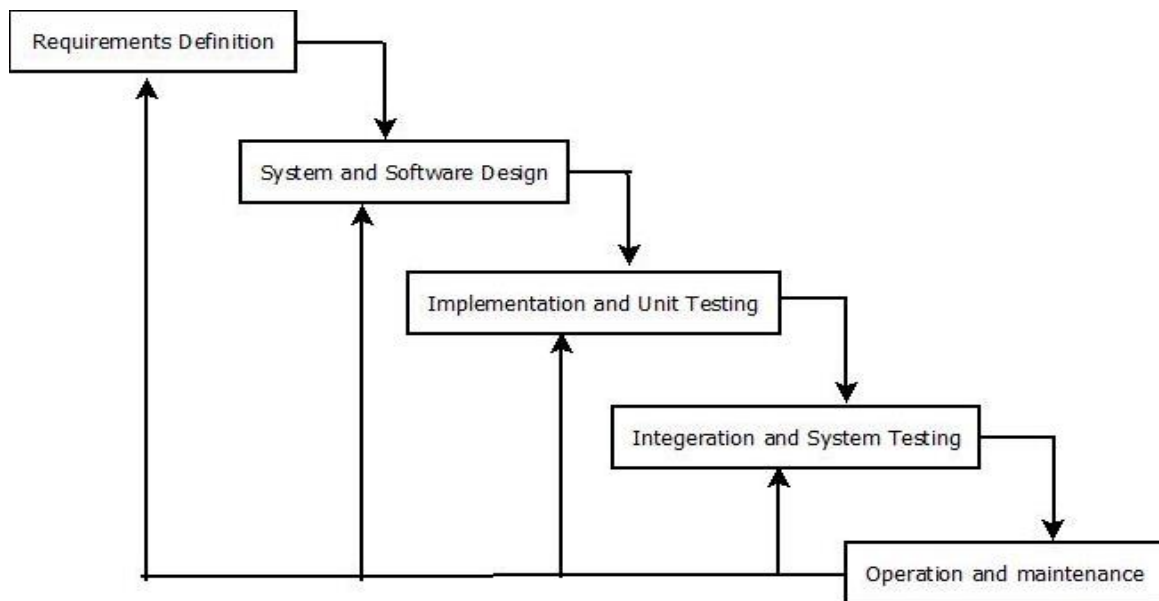 Requirements Definition
System and Software Design
Implementation and Unit Testing
Integeration and System Testing
Operation and maintenance